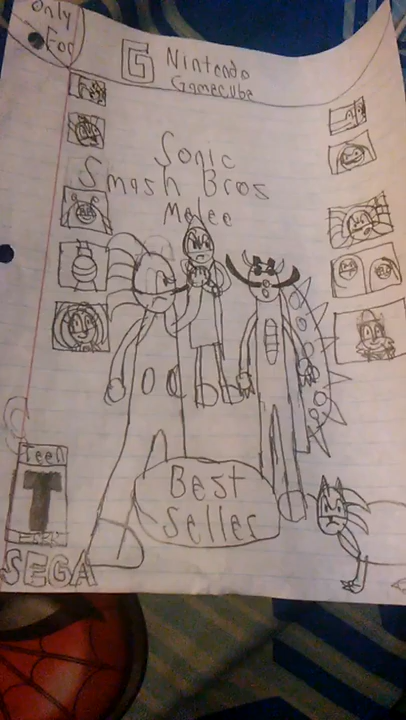 Only
For
G Nintendo
Gamecube
Sonic
Smash Bros
Melee
Best
Seller
Teen
T
SEGA